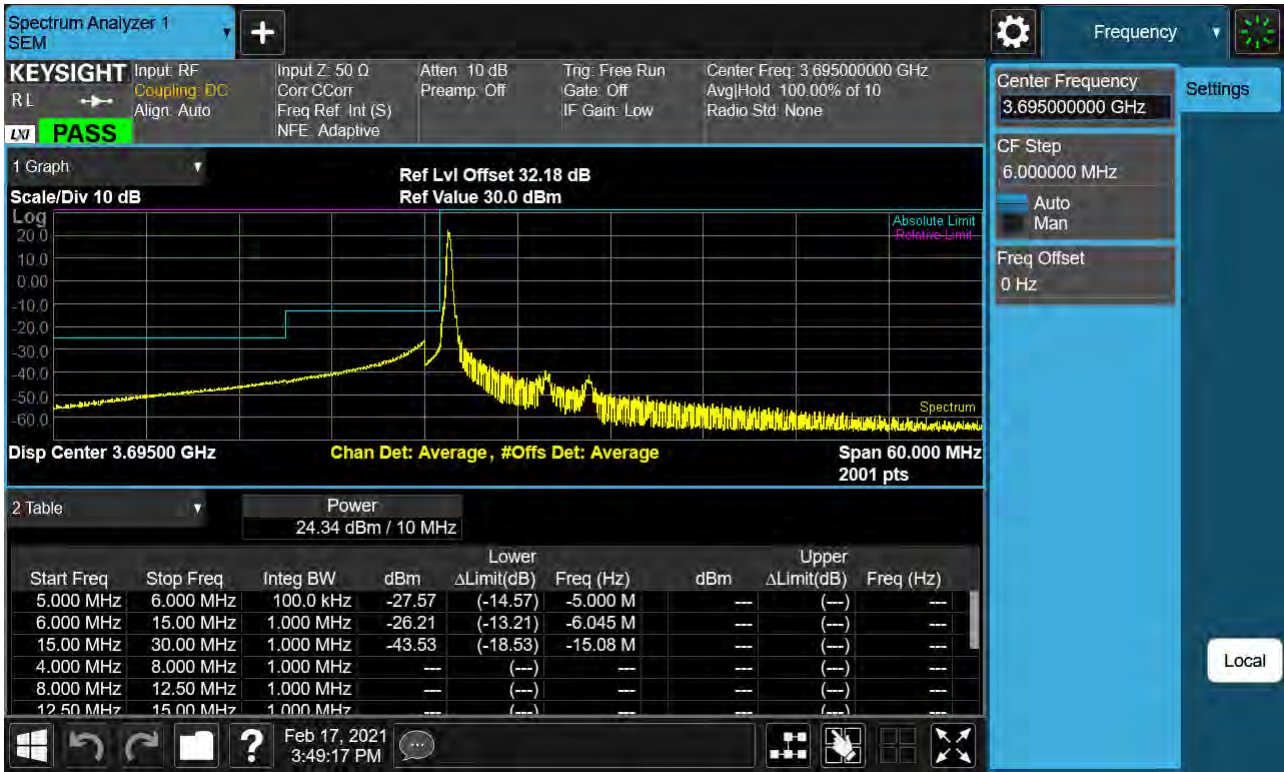 Spectrum Analyzer 1
SEM
Frequency
KEYSIGHT
R L
LXI
PASS
Input: RF
Coupling: DC
Align: Auto
Input Z: 50 Ω
Corr CCorr
Freq Ref: Int (S)
NFE: Adaptive
Atten: 10 dB
Preamp: Off
Trig: Free Run
Gate: Off
IF Gain: Low
Center Freq: 3.695000000 GHz
Avg|Hold: 100.00% of 10
Radio Std: None
Center Frequency
3.695000000 GHz
Settings
CF Step
6.000000 MHz
Auto
Man
Freq Offset
0 Hz
1 Graph
Scale/Div 10 dB
Ref Lvl Offset 32.18 dB
Ref Value 30.0 dBm
Log
20.0
10.0
0.00
-10.0
-20.0
-30.0
-40.0
-50.0
-60.0
Absolute Limit
Relative Limit
Spectrum
Disp Center 3.69500 GHz
Chan Det: Average, #Offs Det: Average
Span 60.000 MHz
2001 pts
2 Table
Power
24.34 dBm / 10 MHz
Lower Upper
Start Freq Stop Freq Integ BW dBm ΔLimit(dB) Freq (Hz) dBm ΔLimit(dB) Freq (Hz)
5.000 MHz 6.000 MHz 100.0 kHz -27.57 (-14.57) -5.000 M --- (---) ---
6.000 MHz 15.00 MHz 1.000 MHz -26.21 (-13.21) -6.045 M --- (---) ---
15.00 MHz 30.00 MHz 1.000 MHz -43.53 (-18.53) -15.08 M --- (---) ---
4.000 MHz 8.000 MHz 1.000 MHz --- (---) --- --- (---) ---
8.000 MHz 12.50 MHz 1.000 MHz --- (---) --- --- (---) ---
12.50 MHz 15.00 MHz 1.000 MHz --- (---) --- --- (---) ---
Local
?
Feb 17, 2021
3:49:17 PM